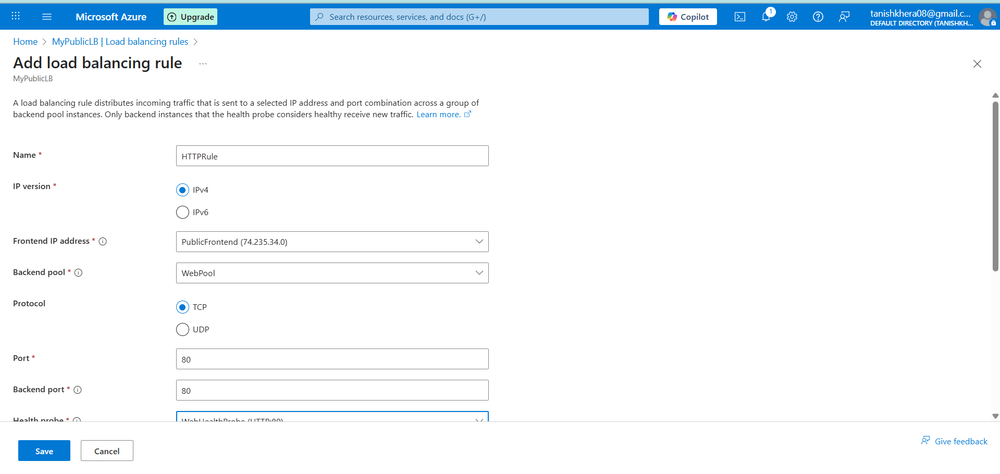 Microsoft Azure
Upgrade
Search resources, services, and docs (G+/)
Copilot
1
tanishkhera08@gmail.c...
DEFAULT DIRECTORY (TANISHKH...
Home > MyPublicLB | Load balancing rules >
Add load balancing rule ...
MyPublicLB
A load balancing rule distributes incoming traffic that is sent to a selected IP address and port combination across a group of
backend pool instances. Only backend instances that the health probe considers healthy receive new traffic. Learn more.
Name * HTTPRule
IP version * IPv4
IPv6
Frontend IP address * PublicFrontend (74.235.34.0)
Backend pool * WebPool
Protocol TCP
UDP
Port * 80
Backend port * 80
Health probe * WebHealthProbe (HTTP:80)
Save
Cancel
Give feedback